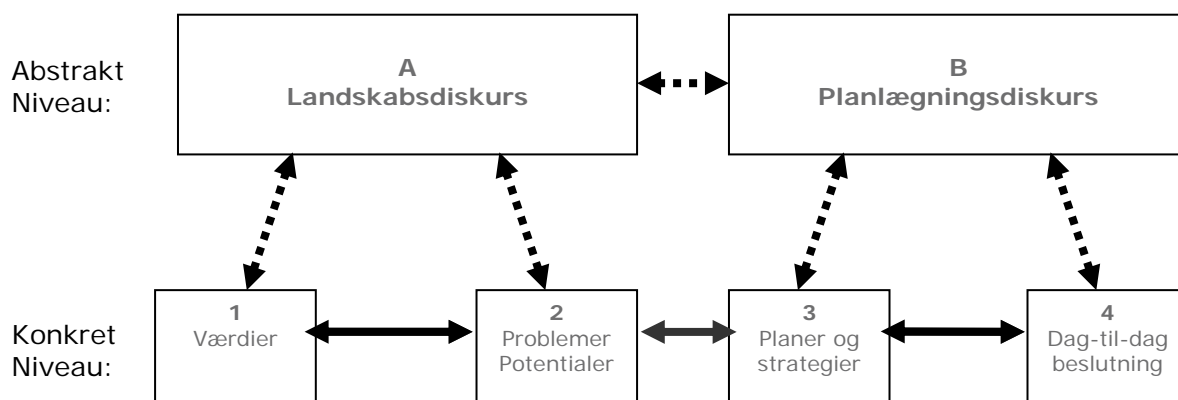 Abstrakt
Niveau:
A
Landskabsdiskurs
B
Planlægningsdiskurs
Konkret
Niveau:
1
Værdier
2
Problemer
Potentialer
3
Planer og
strategier
4
Dag-til-dag
beslutning